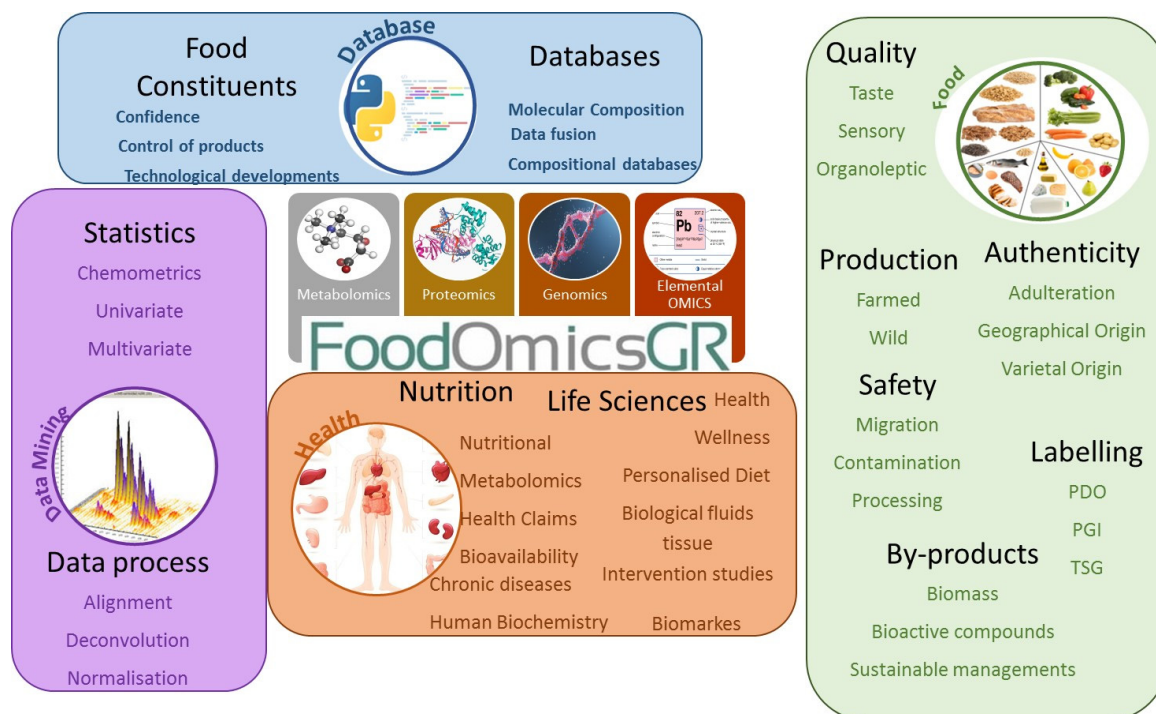 Food
Constituents
Confidence
Control of products
Technological developments
Database
Databases
Molecular Composition
Data fusion
Compositional databases
Statistics
Chemometrics
Univariate
Multivariate
Data Mining
Data process
Alignment
Deconvolution
Normalisation
Metabolomics
Proteomics
Genomics
82
Pb
Elemental
OMICS
FoodOmicsGR
Health
Nutrition
Nutritional
Metabolomics
Health Claims
Bioavailability
Chronic diseases
Human Biochemistry
Life Sciences
Health
Wellness
Personalised Diet
Biological fluids
tissue
Intervention studies
Biomarkes
Quality
Taste
Sensory
Organoleptic
Food
Production
Farmed
Wild
Authenticity
Adulteration
Geographical Origin
Varietal Origin
Safety
Migration
Contamination
Processing
Labelling
PDO
PGI
TSG
By-products
Biomass
Bioactive compounds
Sustainable managements